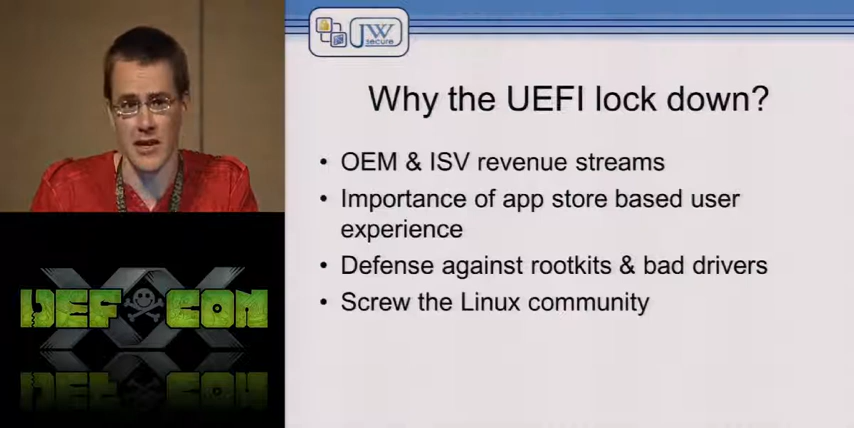 JW
secure
Why the UEFI lock down?
• OEM & ISV revenue streams
• Importance of app store based user
experience
• Defense against rootkits & bad drivers
• Screw the Linux community
DEF CON
XX